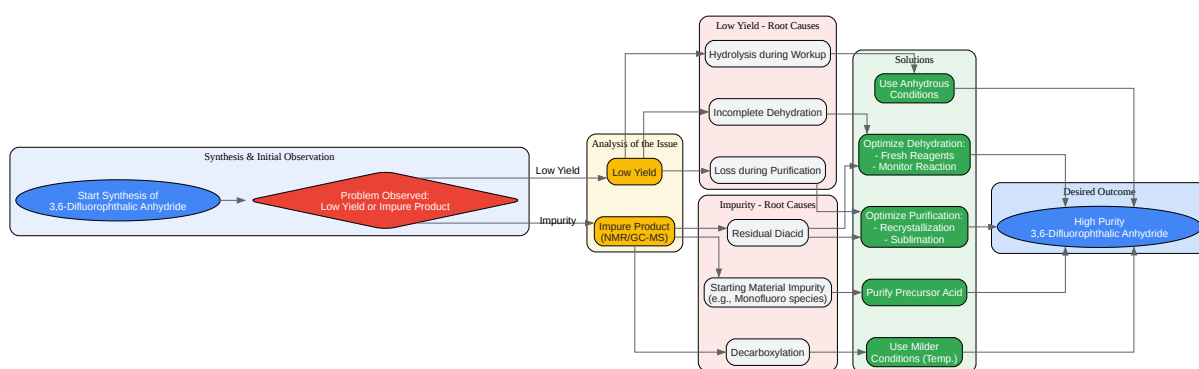 Synthesis & Initial Observation
Start Synthesis of
3,6-Difluorophthalic Anhydride
Problem Observed:
Low Yield or Impure Product
Low Yield
Impurity
Analysis of the Issue
Low Yield
Impure Product
(NMR/GC-MS)
Low Yield - Root Causes
Hydrolysis during Workup
Incomplete Dehydration
Loss during Purification
Impurity - Root Causes
Residual Diacid
Starting Material Impurity
(e.g., Monofluoro species)
Decarboxylation
Solutions
Use Anhydrous
Conditions
Optimize Dehydration:
- Fresh Reagents
- Monitor Reaction
Optimize Purification:
- Recrystallization
- Sublimation
Purify Precursor Acid
Use Milder
Conditions (Temp.)
Desired Outcome
High Purity
3,6-Difluorophthalic Anhydride